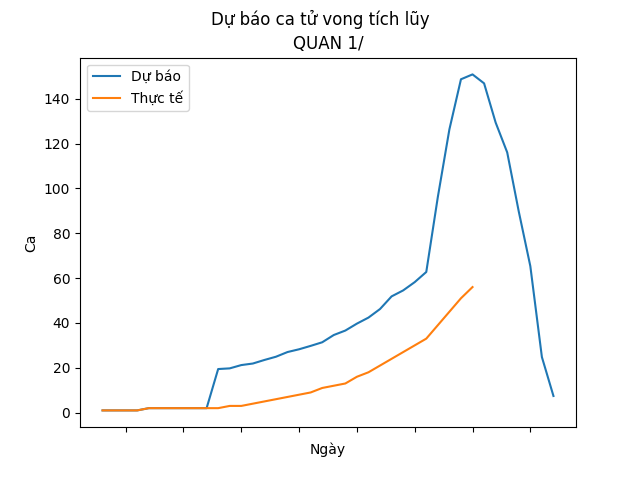 Dự báo ca tử vong tích lũy
QUAN 1/
Dự báo
Thực tế
140
120
100
80
60
40
20
0
Ca
Ngày